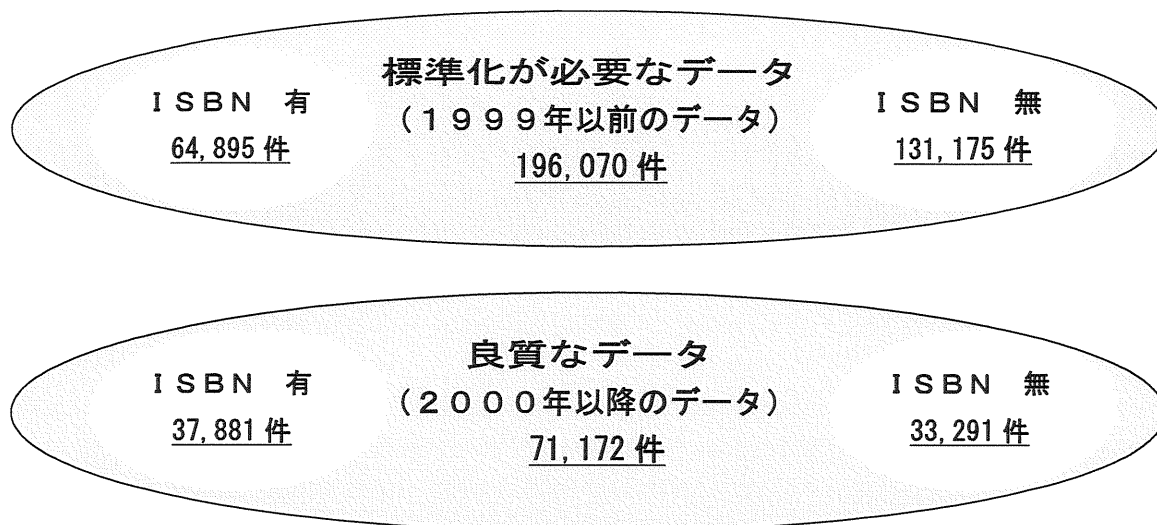 標準化が必要なデータ
(1999年以前のデータ)
196,070 件
ISBN 有
64,895 件
ISBN 無
131,175 件
良質なデータ
(2000年以降のデータ)
71,172 件
ISBN 有
37,881 件
ISBN 無
33,291 件